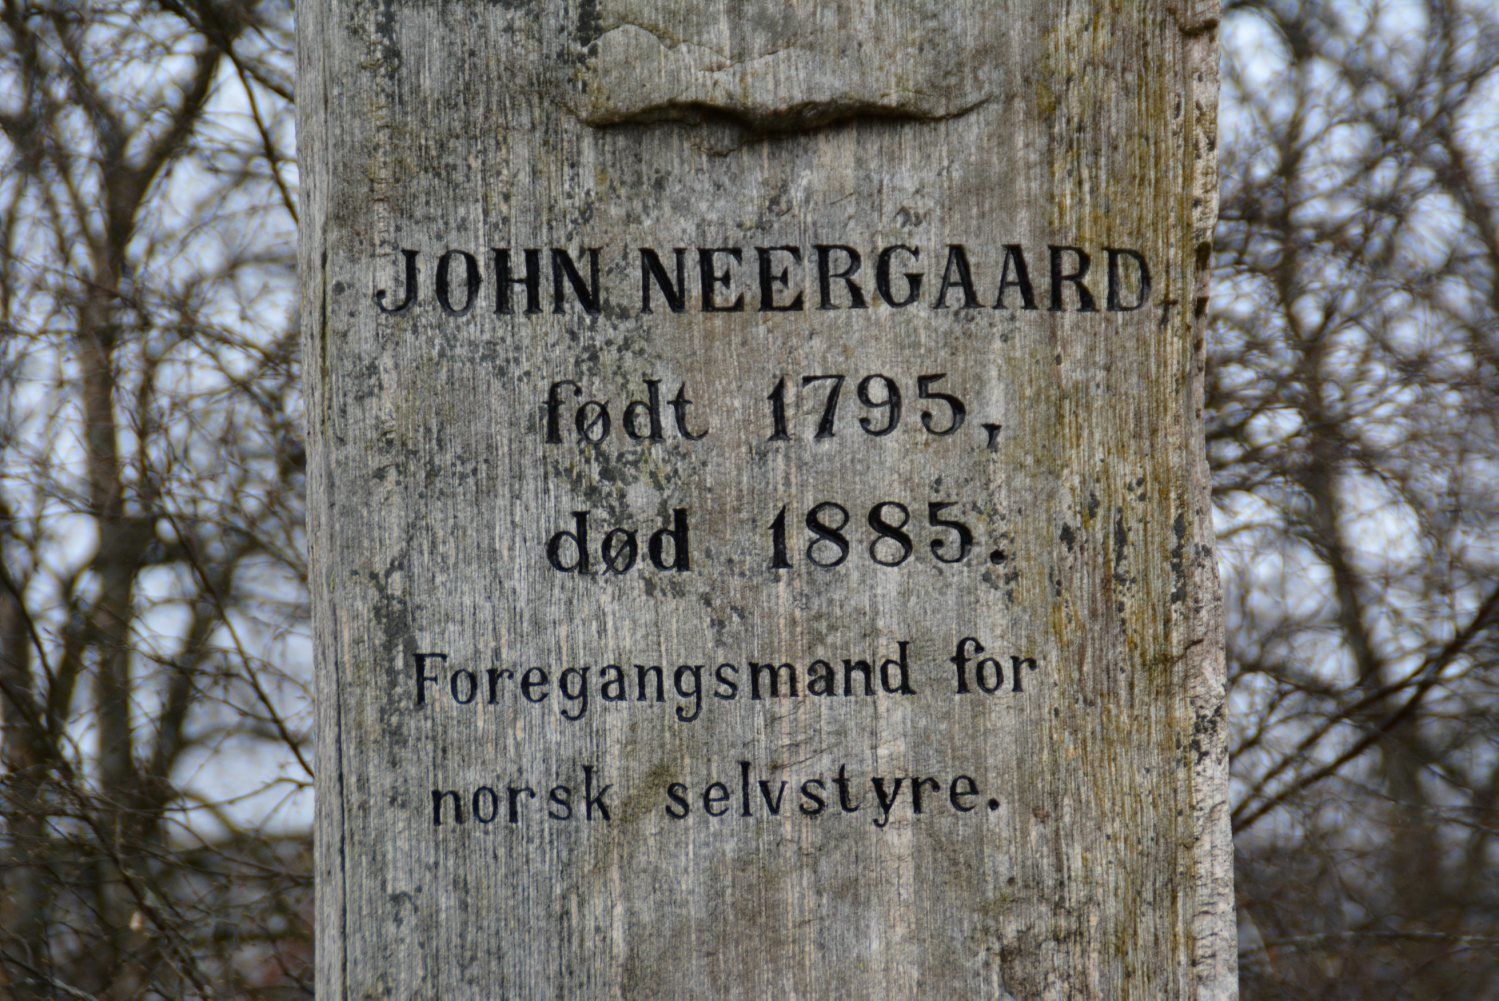 JOHN NEERGAARD,
født 1795,
død 1885.
Foregangsmand for
norsk selvstyre.